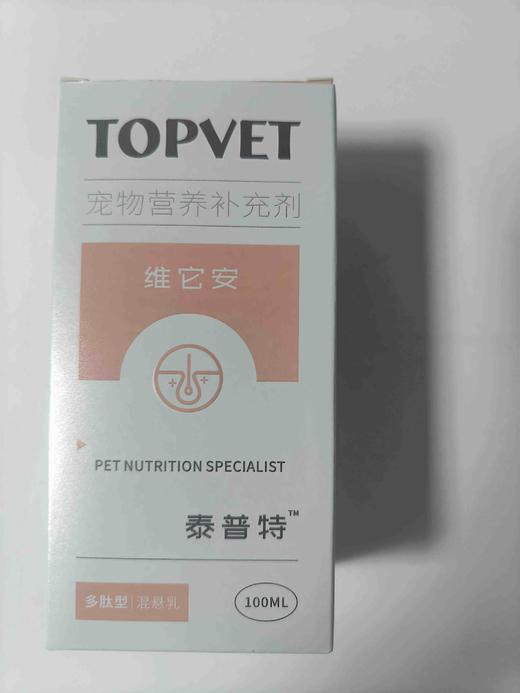 TOPVET
宠物营养补充剂
维它安
PET NUTRITION SPECIALIST
泰普特™
多肽型|混悬乳 100ML